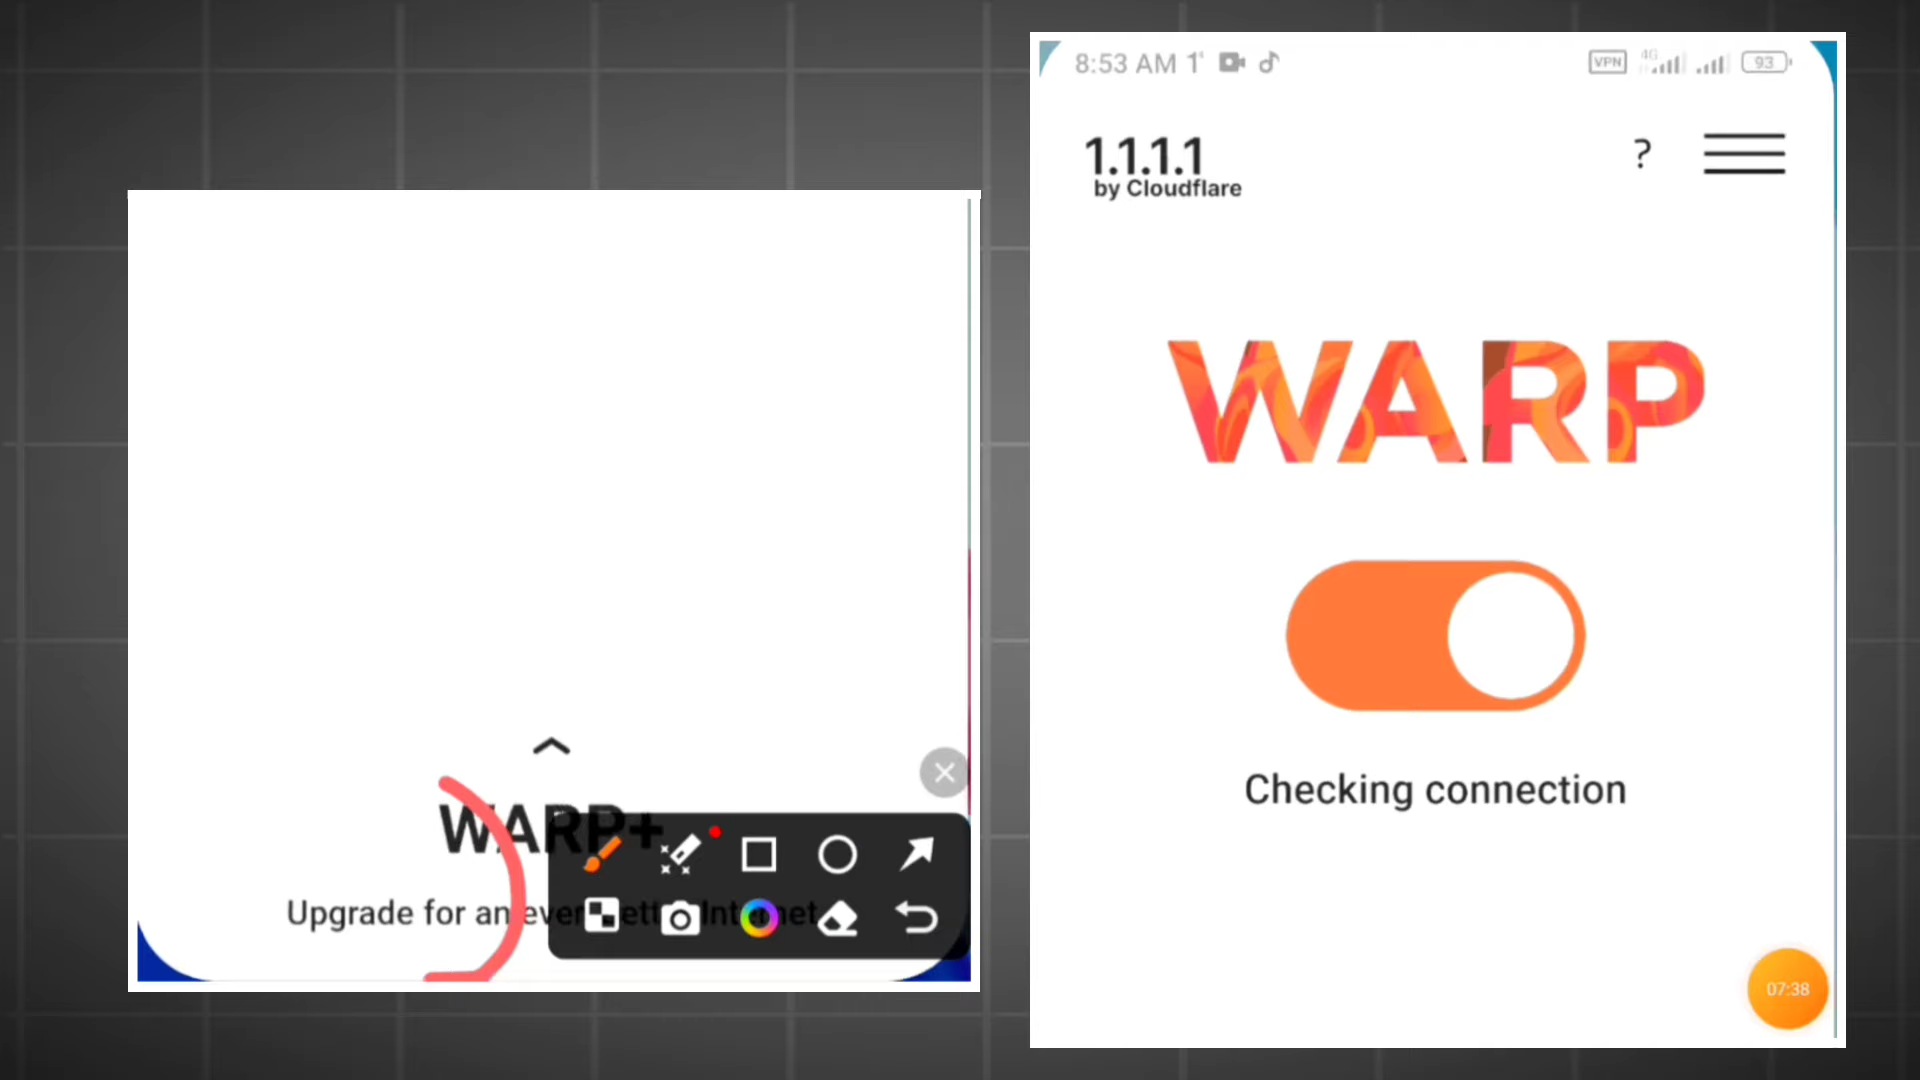 WARP+
Upgrade for an even better Internet
8:53 AM
VPN 4G 93
1.1.1.1 ?
by Cloudflare
WARP
Checking connection
07:38